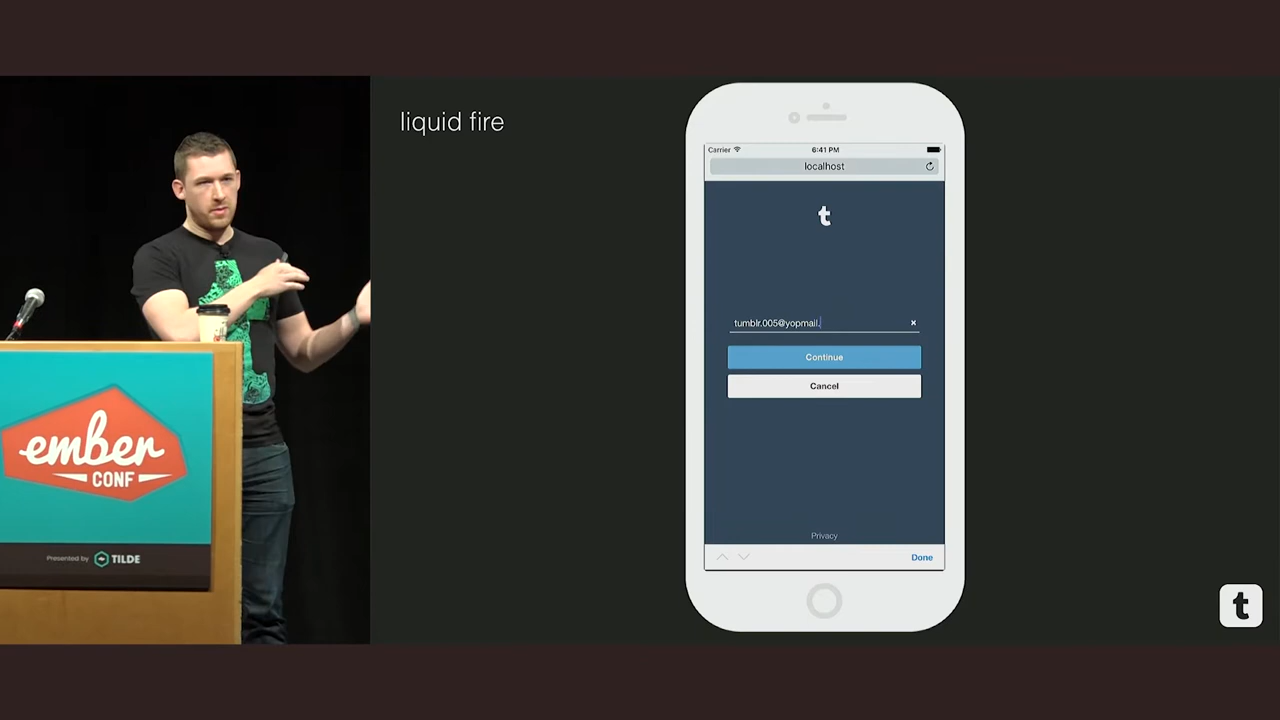 liquid fire
Carrier
6:41 PM
localhost
t
tumblr.005@yopmail.
Continue
Cancel
Privacy
Done
ember
CONF
Presented by TILDE
t